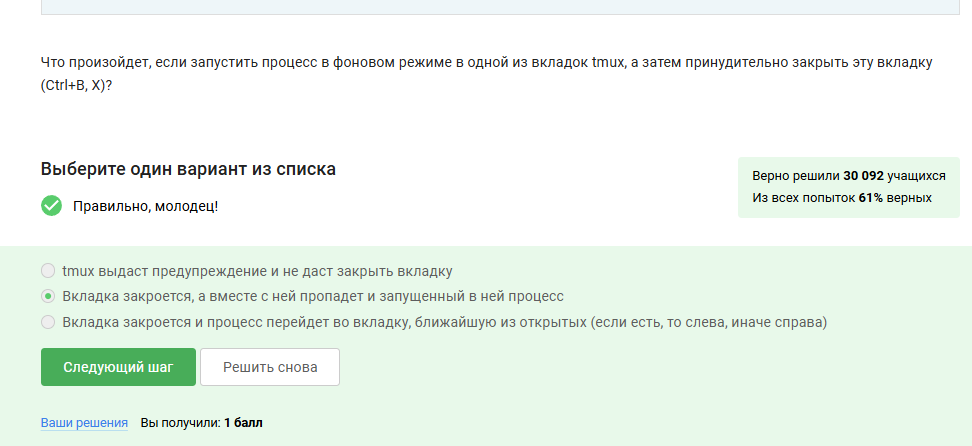 Что произойдет, если запустить процесс в фоновом режиме в одной из вкладок tmux, а затем принудительно закрыть эту вкладку
(Ctrl+B, X)?
Выберите один вариант из списка
Правильно, молодец!
Верно решили 30 092 учащихся
Из всех попыток 61% верных
tmux выдаст предупреждение и не даст закрыть вкладку
Вкладка закроется, а вместе с ней пропадет и запущенный в ней процесс
Вкладка закроется и процесс перейдет во вкладку, ближайшую из открытых (если есть, то слева, иначе справа)
Следующий шаг
Решить снова
Ваши решения Вы получили: 1 балл